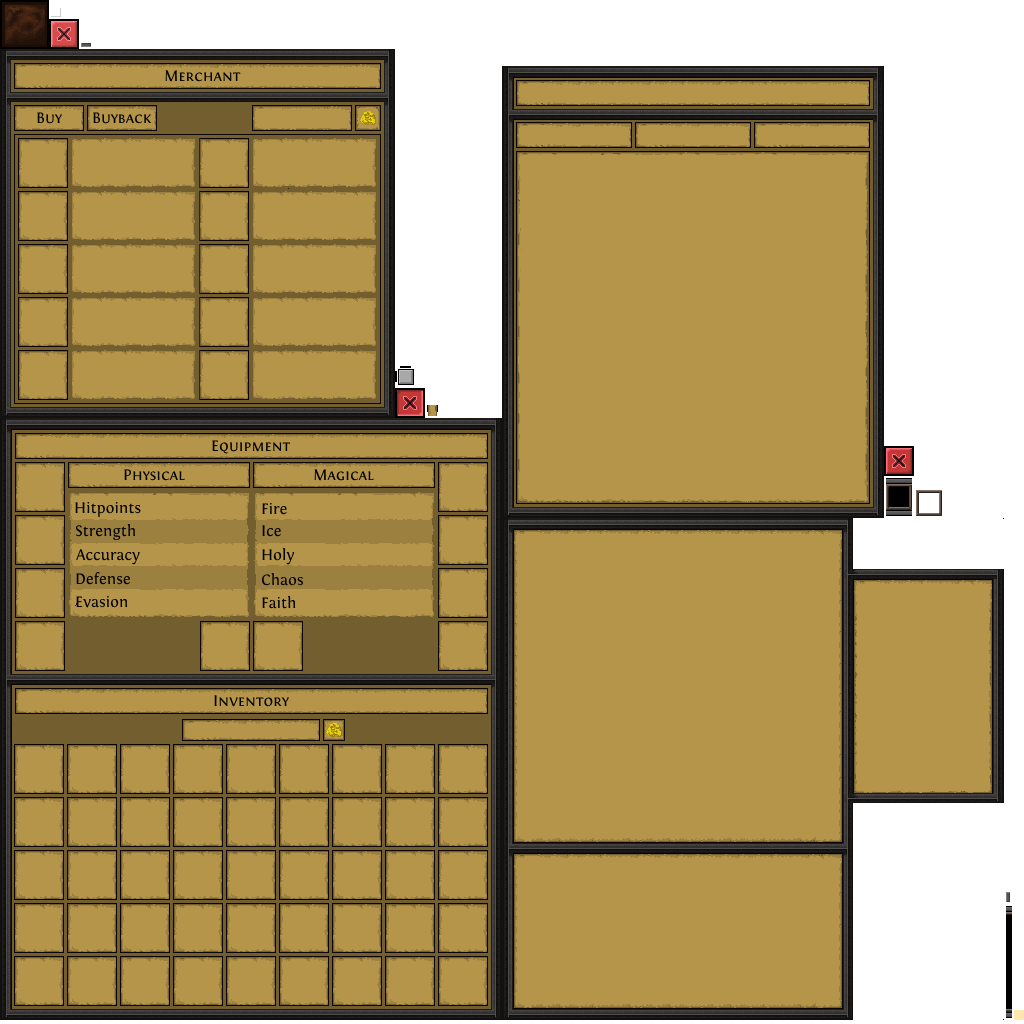 Merchant
Buy Buyback
Equipment
Physical Magical
Hitpoints Fire
Strength Ice
Accuracy Holy
Defense Chaos
Evasion Faith
Inventory